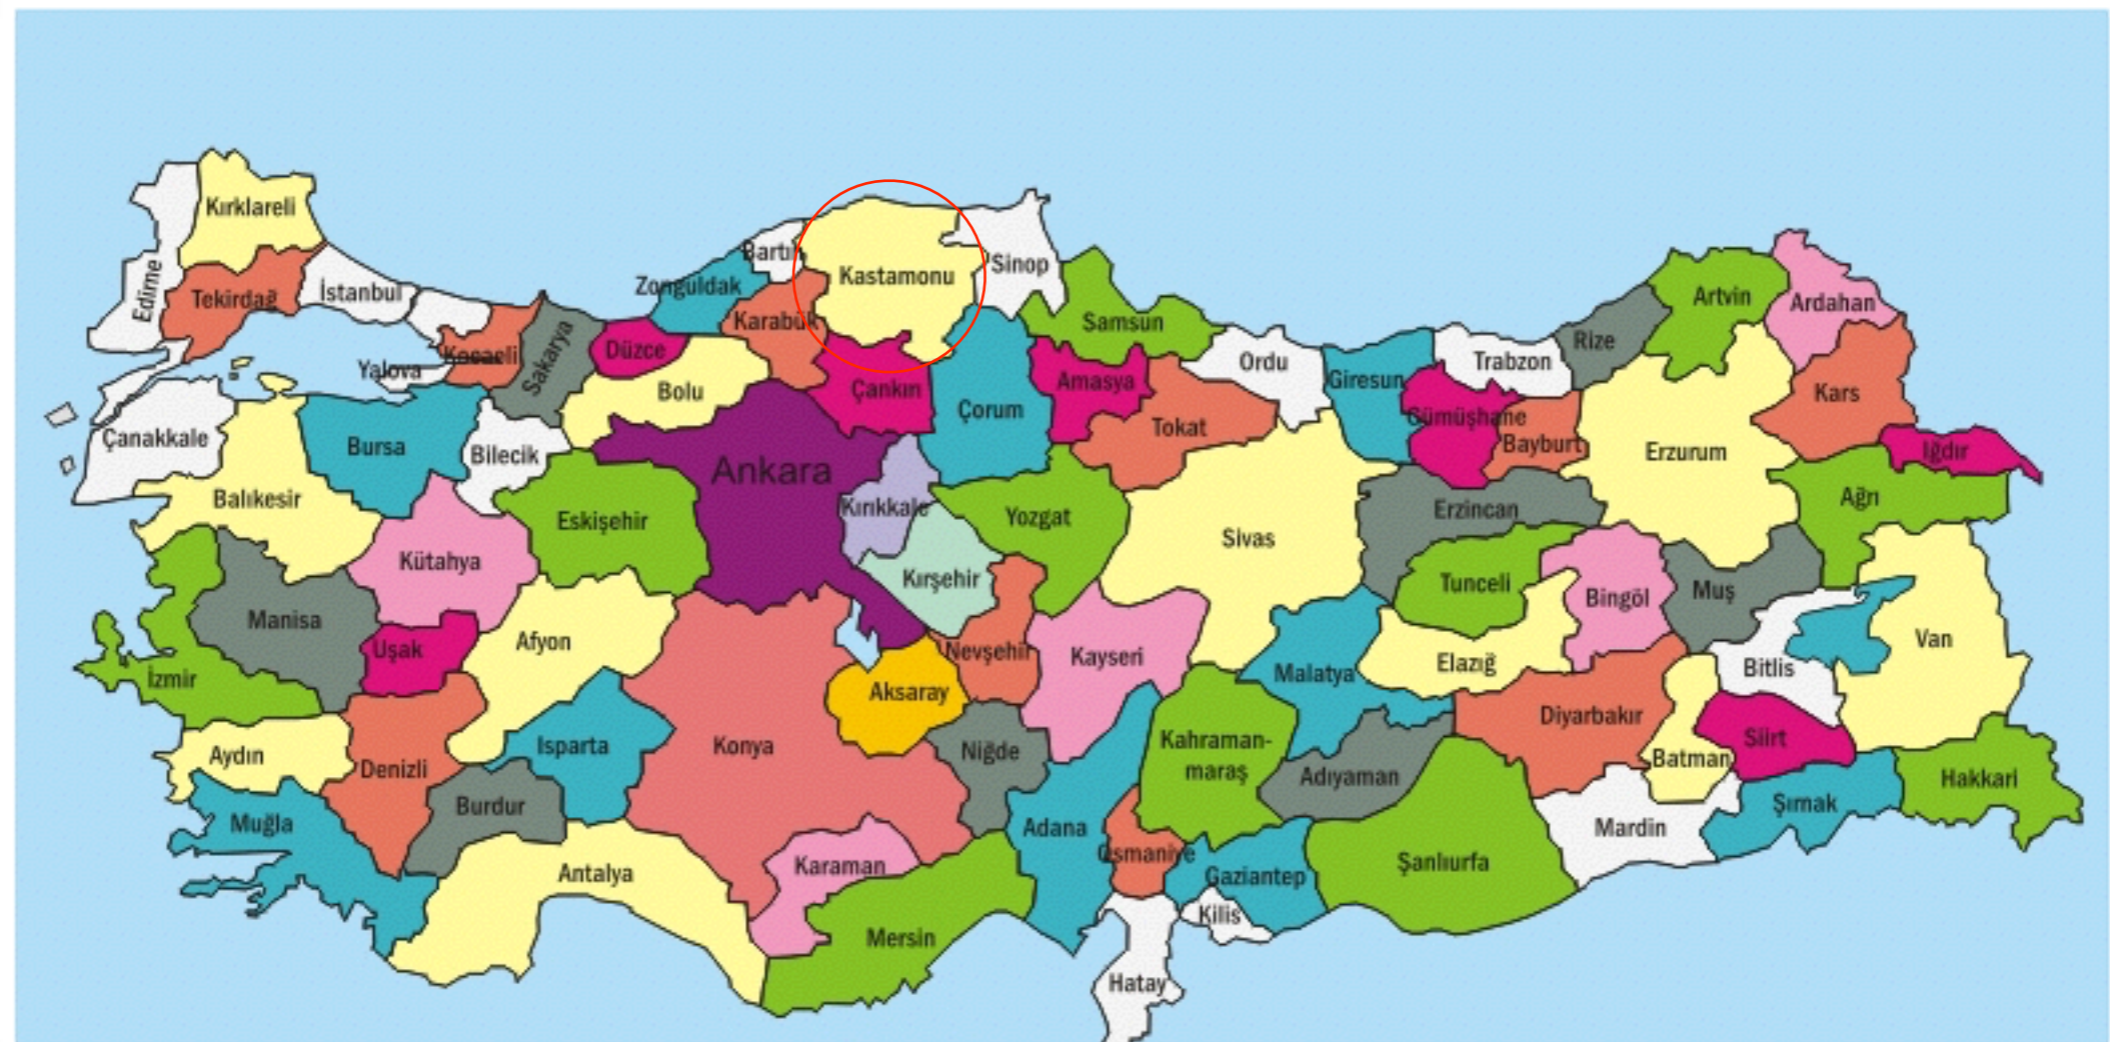 Kırklareli
Edime
Tekirdağ
İstanbul
Yalova
Kocaeli
Sakarya
Düzce
Bolu
Zonguldak
Bartın
Karabük
Kastamonu
Sinop
Çankırı
Çorum
Samsun
Amasya
Tokat
Ordu
Giresun
Gümüşhane
Trabzon
Bayburt
Rize
Artvin
Ardahan
Kars
Iğdır
Ağrı
Erzurum
Erzincan
Çanakkale
Balıkesir
Bursa
Bilecik
Eskişehir
Ankara
Kırıkkale
Kırşehir
Yozgat
Sivas
Tunceli
Bingöl
Muş
Bitlis
Van
Manisa
Kütahya
Uşak
Afyon
İzmir
Aydın
Denizli
Isparta
Burdur
Muğla
Antalya
Konya
Aksaray
Nevşehir
Niğde
Kayseri
Karaman
Mersin
Adana
Kahraman-
maraş
Osmaniye
Malatya
Elazığ
Adıyaman
Gaziantep
Kilis
Hatay
Şanlıurfa
Diyarbakır
Batman
Siirt
Mardin
Şırnak
Hakkari